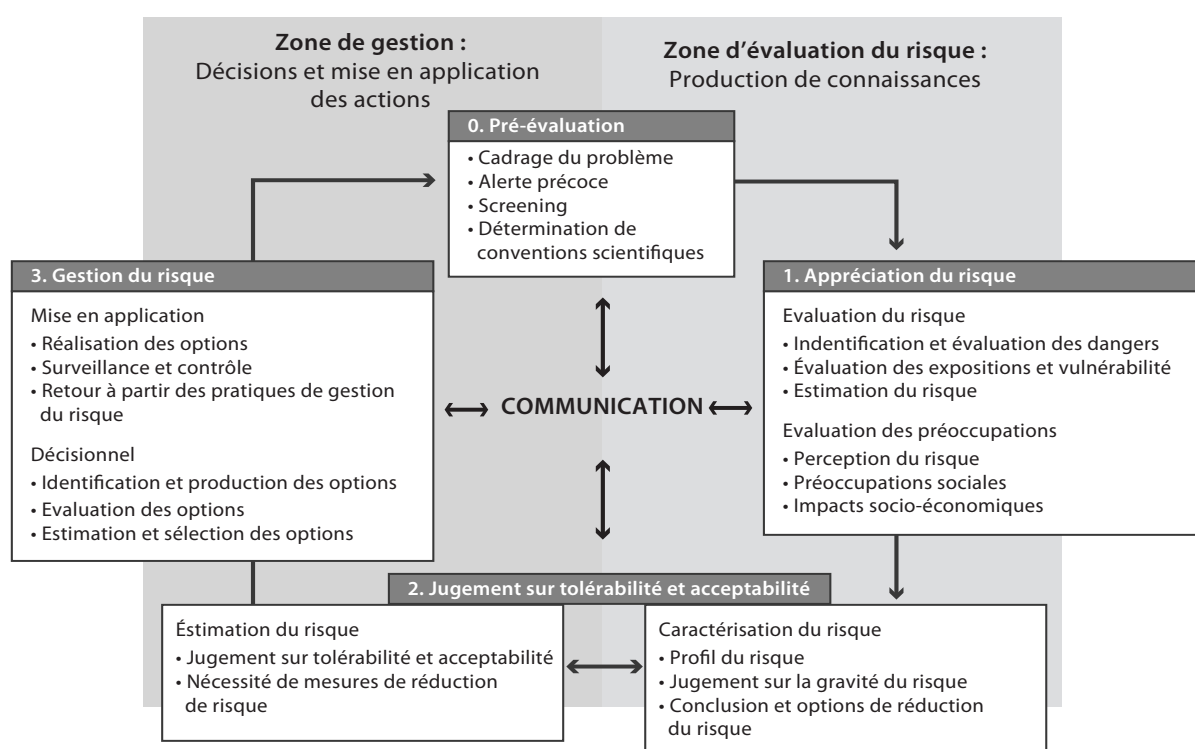 Zone de gestion :
Décisions et mise en application
des actions
Zone d’évaluation du risque :
Production de connaissances
0. Pré-évaluation
• Cadrage du problème
• Alerte précoce
• Screening
• Détermination de
conventions scientifiques
3. Gestion du risque
Mise en application
• Réalisation des options
• Surveillance et contrôle
• Retour à partir des pratiques de gestion
du risque
Décisionnel
• Identification et production des options
• Evaluation des options
• Estimation et sélection des options
COMMUNICATION
1. Appréciation du risque
Evaluation du risque
• Indentification et évaluation des dangers
• Évaluation des expositions et vulnérabilité
• Estimation du risque
Evaluation des préoccupations
• Perception du risque
• Préoccupations sociales
• Impacts socio-économiques
2. Jugement sur tolérabilité et acceptabilité
Éstimation du risque
• Jugement sur tolérabilité et acceptabilité
• Nécessité de mesures de réduction
de risque
Caractérisation du risque
• Profil du risque
• Jugement sur la gravité du risque
• Conclusion et options de réduction
du risque